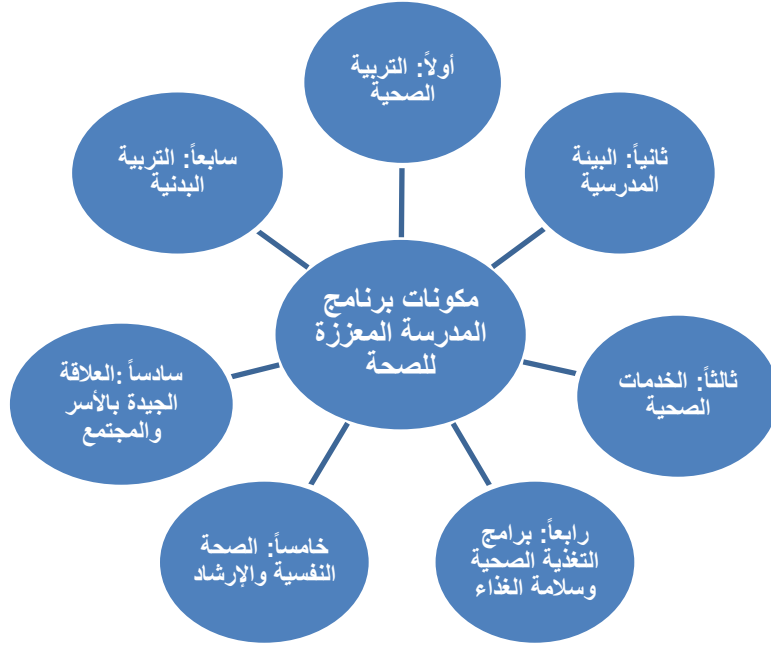 أولاً: التربية
الصحية
ثانياً: البيئة
المدرسية
ثالثاً: الخدمات
الصحية
رابعاً: برامج
التغذية الصحية
وسلامة الغذاء
خامساً: الصحة
النفسية والإرشاد
سادساً :العلاقة
الجيدة بالأسر
والمجتمع
سابعاً: التربية
البدنية
مكونات برنامج
المدرسة المعززة
للصحة